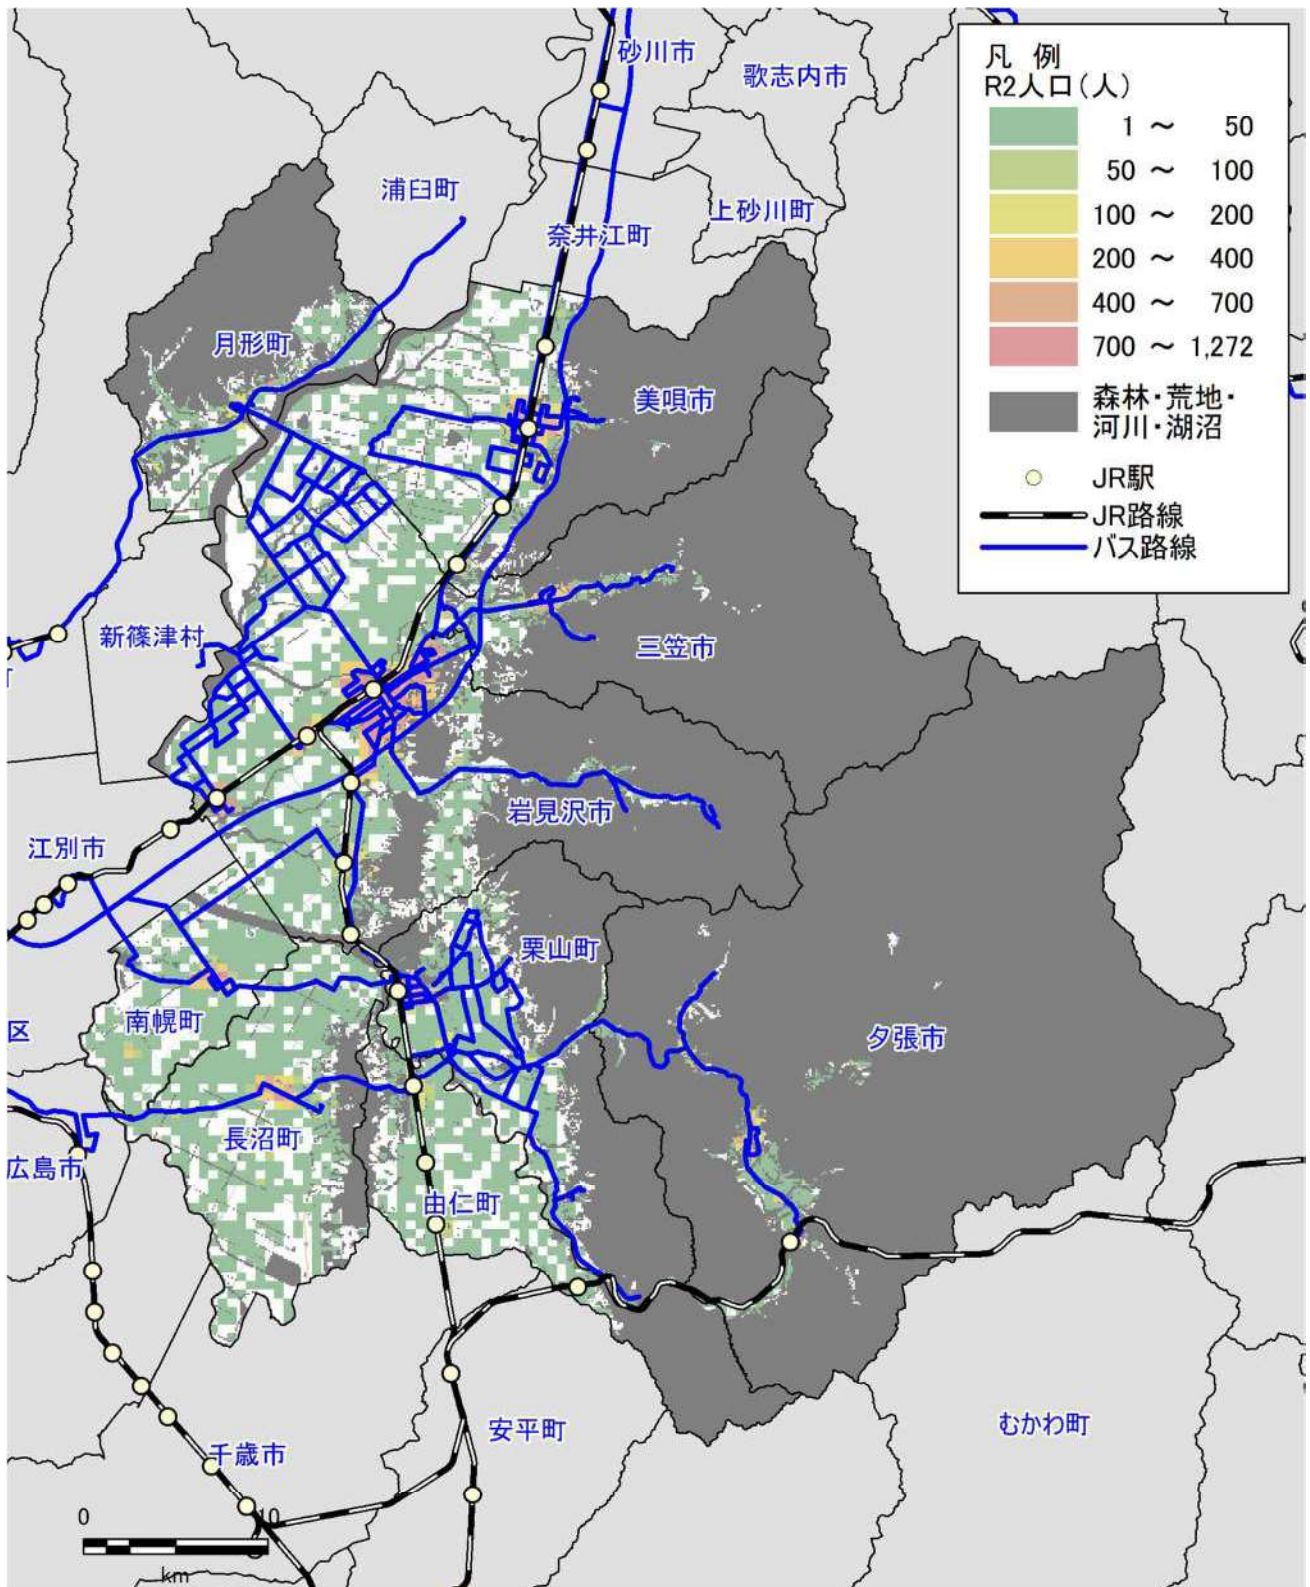 凡 例
R2人口(人)
1 ～ 50
50 ～ 100
100 ～ 200
200 ～ 400
400 ～ 700
700 ～ 1,272
森林・荒地・
河川・湖沼
JR駅
JR路線
バス路線
砂川市
歌志内市
浦臼町
上砂川町
奈井江町
月形町
美唄市
新篠津村
三笠市
岩見沢市
江別市
栗山町
南幌町
区
夕張市
長沼町
広島市
由仁町
安平町
むかわ町
千歳市
0 10
km